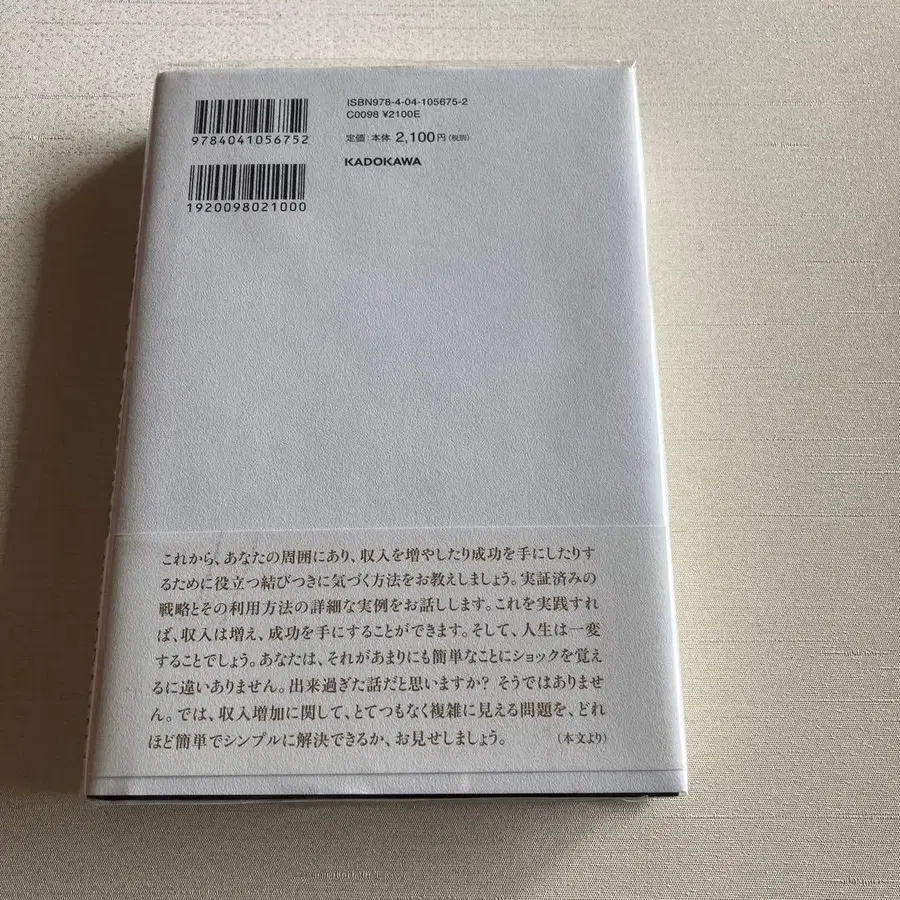 ISBN978-4-04-105675-2
C0098 ¥2100E
9784041056752
定価：本体 2,100円（税別）
KADOKAWA
1920098021000
これから、あなたの周囲にあり、収入を増やしたり成功を手にしたりす
るために役立つ結びつきに気づく方法をお教えしましょう。実証済みの
戦略とその利用方法の詳細な実例をお話しします。これを実践すれ
ば、収入は増え、成功を手にすることができます。そして、人生は一変
することでしょう。あなたは、それがあまりにも簡単なことにショックを覚え
るに違いありません。出来過ぎた話だと思いますか？ そうではありませ
ん。では、収入増加に関して、とてつもなく複雑に見える問題を、どれ
ほど簡単でシンプルに解決できるか、お見せしましょう。 （本文より）